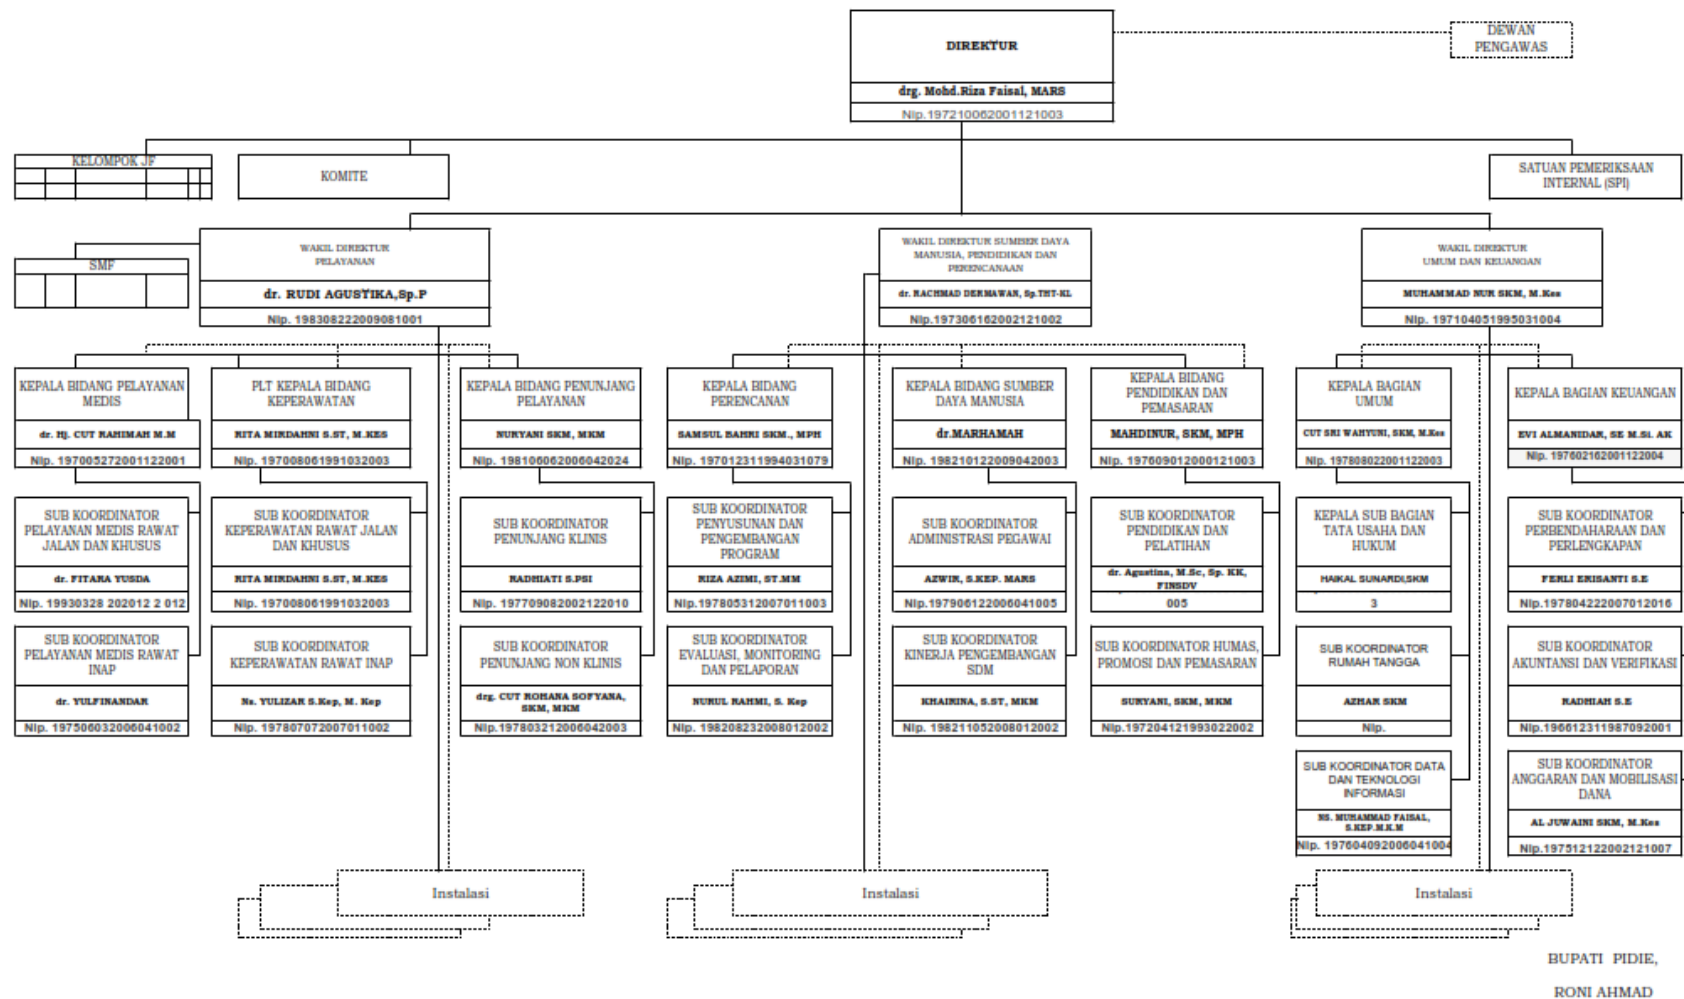 DIREKTUR
drg. Mohd.Riza Faisal, MARS
Nip.197210062001121003
DEWAN
PENGAWAS
KELOMPOK JF
KOMITE
SATUAN PEMERIKSAAN
INTERNAL (SPI)
SMF
WAKIL DIREKTUR
PELAYANAN
dr. RUDI AGUSTIKA,Sp.P
Nip. 198308222009081001
WAKIL DIREKTUR SUMBER DAYA
MANUSIA, PENDIDIKAN DAN
PERENCANAAN
dr. RACHMAD DERMAWAN, Sp.THT-KL
Nip.197306162002121002
WAKIL DIREKTUR
UMUM DAN KEUANGAN
MUHAMMAD NUR SKM, M.Kes
Nip. 197104051995031004
KEPALA BIDANG PELAYANAN
MEDIS
dr. Hj. CUT RAHIMAH M.M
Nip. 197005272001122001
PLT KEPALA BIDANG
KEPERAWATAN
RITA MIRDAHNI S.ST, M.KES
Nip. 197008061991032003
KEPALA BIDANG PENUNJANG
PELAYANAN
NURYANI SKM, MKM
Nip. 198106062006042024
KEPALA BIDANG
PERENCANAN
SAMSUL BAHRI SKM., MPH
Nip. 197012311994031079
KEPALA BIDANG SUMBER
DAYA MANUSIA
dr.MARHAMAH
Nip. 198210122009042003
KEPALA BIDANG
PENDIDIKAN DAN
PEMASARAN
MAHDINUR, SKM, MPH
Nip. 197609012000121003
KEPALA BAGIAN
UMUM
CUT SRI WAHYUNI, SKM, M.Kes
Nip. 197808022001122003
KEPALA BAGIAN KEUANGAN
EVI ALMANIDAR, SE M.Si. AK
Nip. 197602162001122004
SUB KOORDINATOR
PELAYANAN MEDIS RAWAT
JALAN DAN KHUSUS
dr. FITARA YUSDA
Nip. 19930328 202012 2 012
SUB KOORDINATOR
KEPERAWATAN RAWAT JALAN
DAN KHUSUS
RITA MIRDAHNI S.ST, M.KES
Nip. 197008061991032003
SUB KOORDINATOR
PENUNJANG KLINIS
RADHIATI S.PSI
Nip. 197709082002122010
SUB KOORDINATOR
PENYUSUNAN DAN
PENGEMBANGAN
PROGRAM
RIZA AZIMI, ST.MM
Nip.197805312007011003
SUB KOORDINATOR
ADMINISTRASI PEGAWAI
AZWIR, S.KEP. MARS
Nip.197906122006041005
SUB KOORDINATOR
PENDIDIKAN DAN
PELATIHAN
dr. Agustina, M.Sc, Sp. KK,
FINSDV
005
KEPALA SUB BAGIAN
TATA USAHA DAN
HUKUM
HAIKAL SUNARDI,SKM
3
SUB KOORDINATOR
PERBENDAHARAAN DAN
PERLENGKAPAN
FERLI ERISANTI S.E
Nip.197804222007012016
SUB KOORDINATOR
PELAYANAN MEDIS RAWAT
INAP
dr. YULFINANDAR
Nip. 197506032006041002
SUB KOORDINATOR
KEPERAWATAN RAWAT INAP
Ns. YULIZAR S.Kep, M. Kep
Nip. 197807072007011002
SUB KOORDINATOR
PENUNJANG NON KLINIS
drg. CUT ROHANA SOFYANA,
SKM, MKM
Nip.197803212006042003
SUB KOORDINATOR
EVALUASI, MONITORING
DAN PELAPORAN
NURUL RAHMI, S. Kep
Nip. 198208232008012002
SUB KOORDINATOR
KINERJA PENGEMBANGAN
SDM
KHAIRINA, S.ST, MKM
Nip. 198211052008012002
SUB KOORDINATOR HUMAS,
PROMOSI DAN PEMASARAN
SURYANI, SKM, MKM
Nip.197204121993022002
SUB KOORDINATOR
RUMAH TANGGA
AZHAR SKM
Nip.
SUB KOORDINATOR
AKUNTANSI DAN VERIFIKASI
RADHIAH S.E
Nip.196612311987092001
SUB KOORDINATOR DATA
DAN TEKNOLOGI
INFORMASI
NS. MUHAMMAD FAISAL,
S.KEP.M.K.M
Nip. 197604092006041004
SUB KOORDINATOR
ANGGARAN DAN MOBILISASI
DANA
AL JUWAINI SKM, M.Kes
Nip.197512122002121007
Instalasi
Instalasi
Instalasi
BUPATI PIDIE,
RONI AHMAD